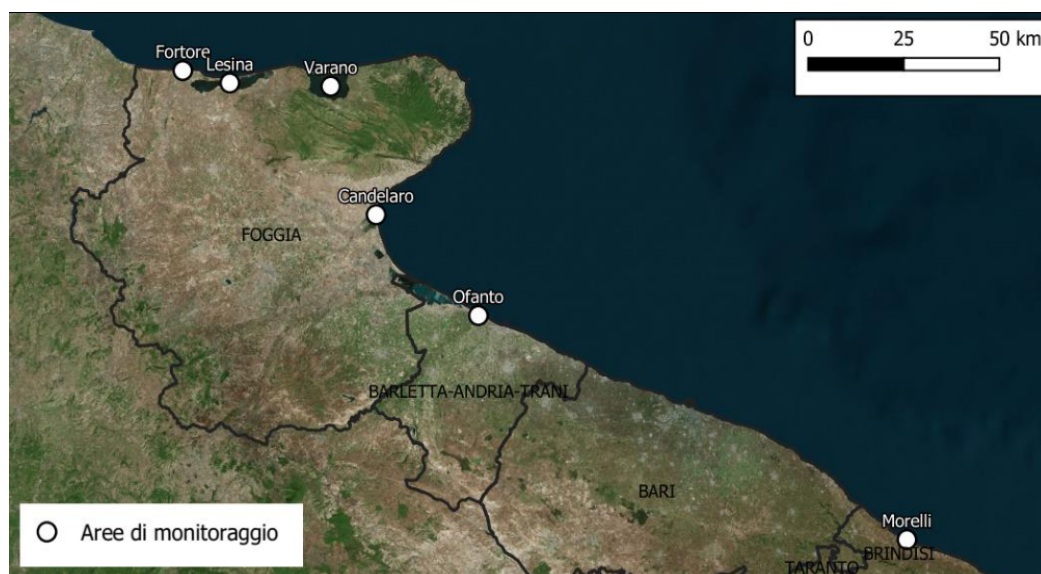 0 25 50 km
Fortore
Lesina
Varano
Candelaro
FOGGIA
Ofanto
BARLETTA-ANDRIA-TRANI
BARI
Morelli
BRINDISI
TARANTO
Aree di monitoraggio